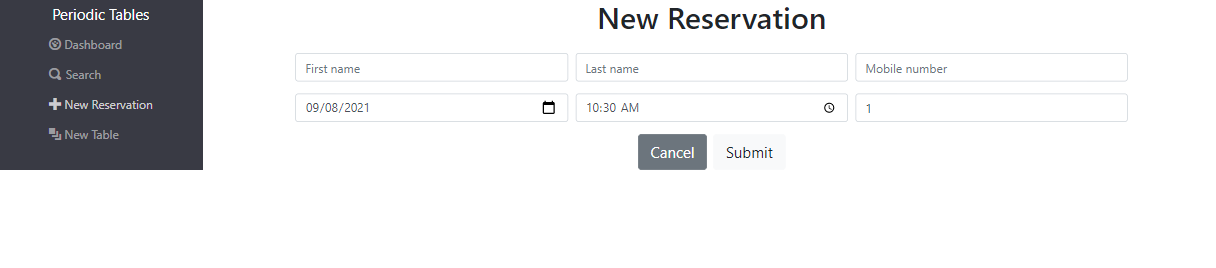 Periodic Tables
Dashboard
Search
New Reservation
New Table
New Reservation
First name
Last name
Mobile number
09/08/2021
10:30 AM
1
Cancel
Submit